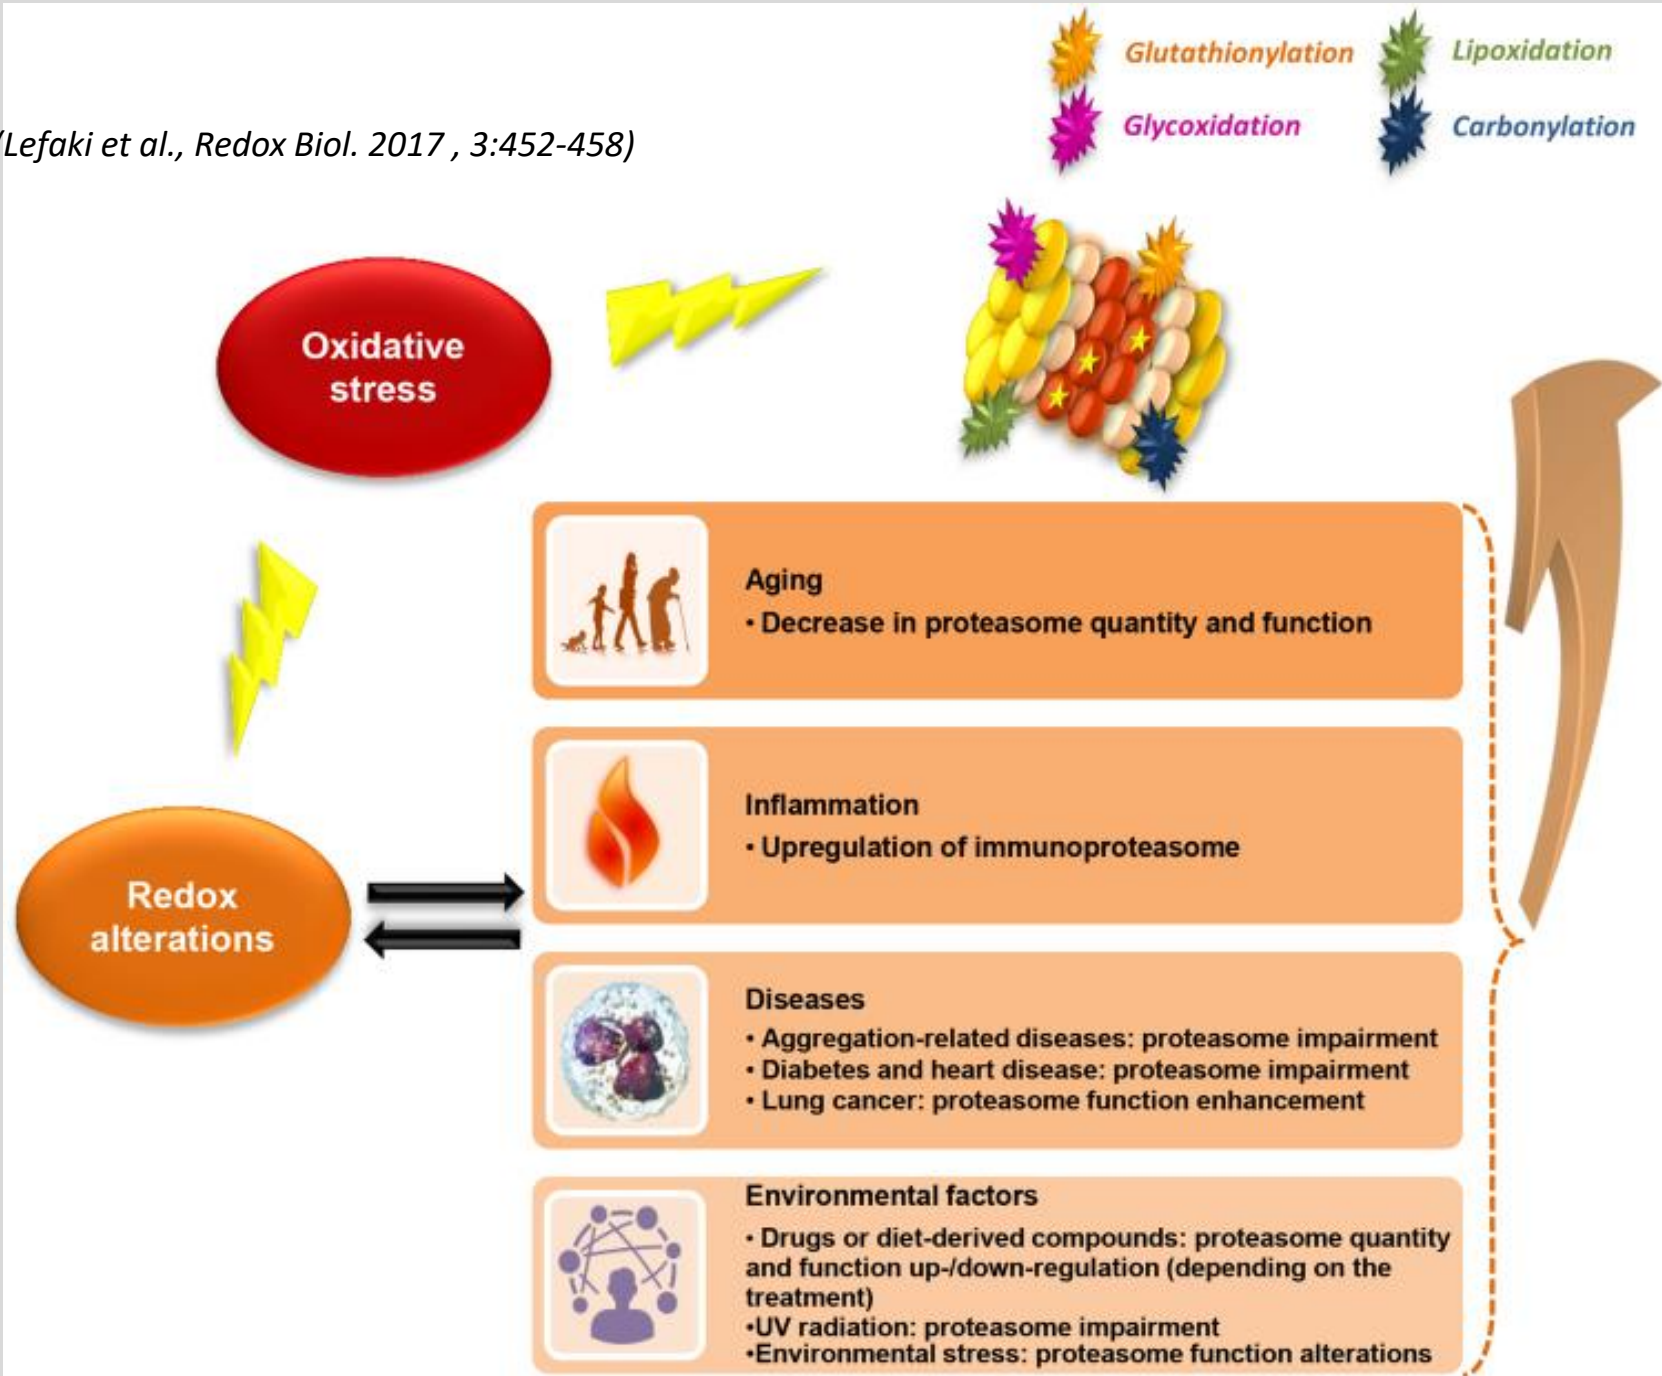 Glutathionylation
Lipoxidation
Glycoxidation
Carbonylation
(Lefaki et al., Redox Biol. 2017 , 3:452-458)
Oxidative
stress
Aging
• Decrease in proteasome quantity and function
Inflammation
• Upregulation of immunoproteasome
Redox
alterations
Diseases
• Aggregation-related diseases: proteasome impairment
• Diabetes and heart disease: proteasome impairment
• Lung cancer: proteasome function enhancement
Environmental factors
• Drugs or diet-derived compounds: proteasome quantity
and function up-/down-regulation (depending on the
treatment)
•UV radiation: proteasome impairment
•Environmental stress: proteasome function alterations